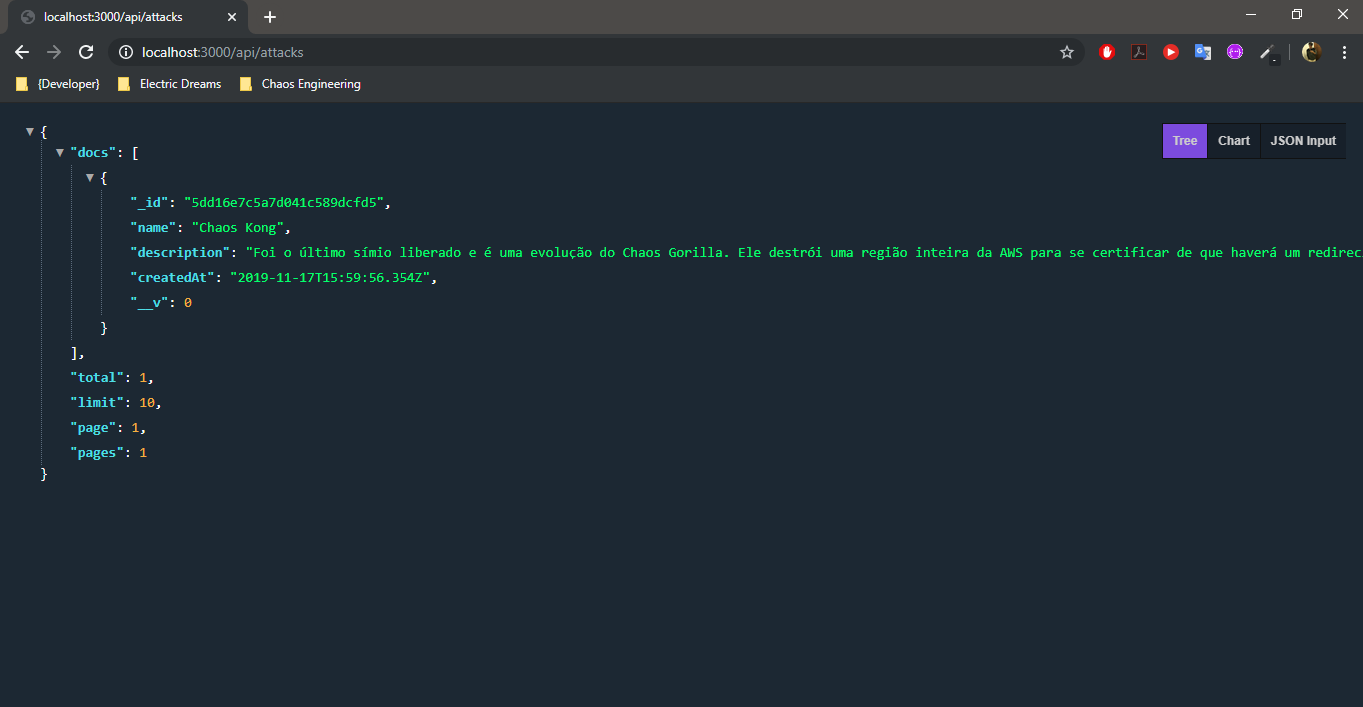 localhost:3000/api/attacks
localhost:3000/api/attacks
{Developer} Electric Dreams Chaos Engineering
Tree Chart JSON Input
{
"docs": [
{
"_id": "5dd16e7c5a7d041c589dcfd5",
"name": "Chaos Kong",
"description": "Foi o último símio liberado e é uma evolução do Chaos Gorilla. Ele destrói uma região inteira da AWS para se certificar de que haverá um redirec
"createdAt": "2019-11-17T15:59:56.354Z",
"__v": 0
}
],
"total": 1,
"limit": 10,
"page": 1,
"pages": 1
}